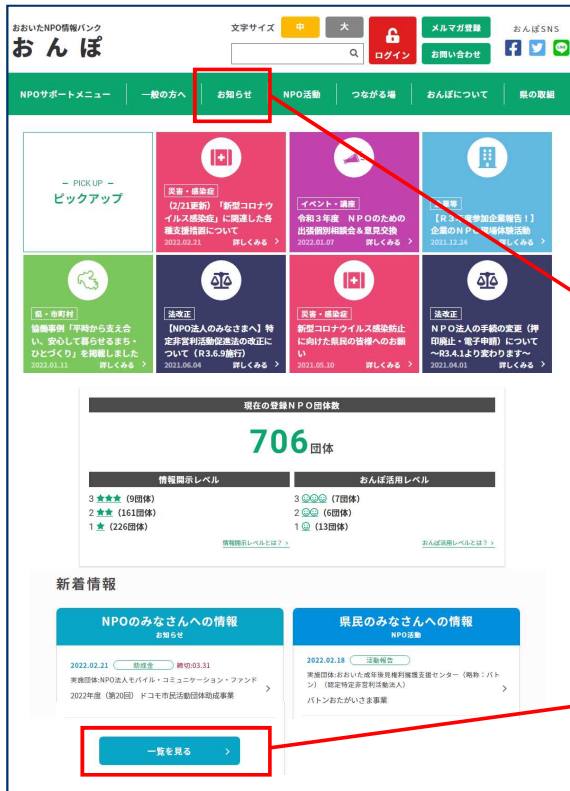 おおいたNPO情報バンク
おんぽ
文字サイズ 中 大
ログイン
メルマガ登録
お問い合わせ
おんぽSNS
NPOサポートメニュー
一般の方へ
お知らせ
NPO活動
つながる場
おんぽについて
県の取組
– PICK UP –
ピックアップ
災害・感染症
(2/21更新)「新型コロナウ
イルス感染症」に関連した各
種支援措置について
2022.02.21 詳しくみる >
イベント・講座
令和3年度 NPOのための
出張個別相談会&意見交換
2022.01.07 詳しくみる >
【R3年度参加企業報告!】
企業のNPO現場体験活動
2021.12.24 詳しくみる >
県・市町村
協働事例「平時から支え合
い、安心して暮らせるまち・
ひとづくり」を掲載しました
2022.01.11 詳しくみる >
法改正
【NPO法人のみなさまへ】特
定非営利活動促進法の改正に
ついて(R3.6.9施行)
2021.06.04 詳しくみる >
災害・感染症
新型コロナウイルス感染防止
に向けた県民の皆様へのお願
い
2021.05.10 詳しくみる >
法改正
NPO法人の手続の変更(押
印廃止・電子申請)について
~R3.4.1より変わります~
2021.04.01 詳しくみる >
現在の登録NPO団体数
706団体
情報開示レベル
3 ★★★ (9団体)
2 ★★ (161団体)
1 ★ (226団体)
情報開示レベルとは? >
おんぽ活用レベル
3 (7団体)
2 (6団体)
1 (13団体)
おんぽ活用レベルとは? >
新着情報
NPOのみなさんへの情報
お知らせ
2022.02.21 助成金 締切:03.31
実施団体:NPO法人モバイル・コミュニケーション・ファンド
2022年度(第20回) ドコモ市民活動団体助成事業
一覧を見る >
県民のみなさんへの情報
NPO活動
2022.02.18 活動報告
実施団体:おおいた成年後見権利擁護支援センター(略称:バト
ン)(認定特定非営利活動法人)
バトンおたがいさま事業